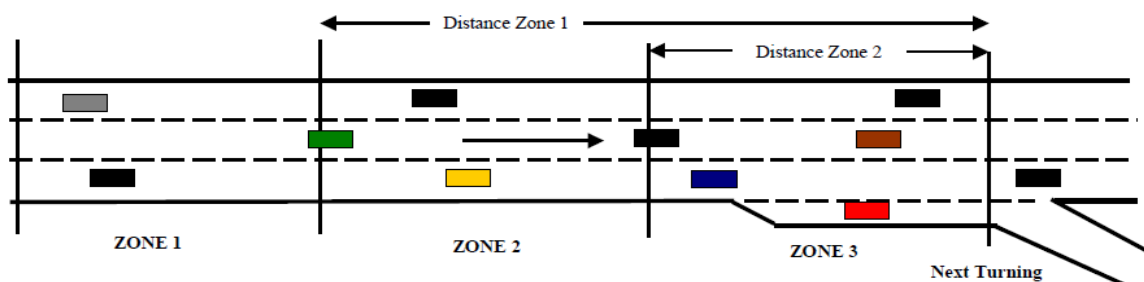 Distance Zone 1
Distance Zone 2
ZONE 1
ZONE 2
ZONE 3
Next Turning